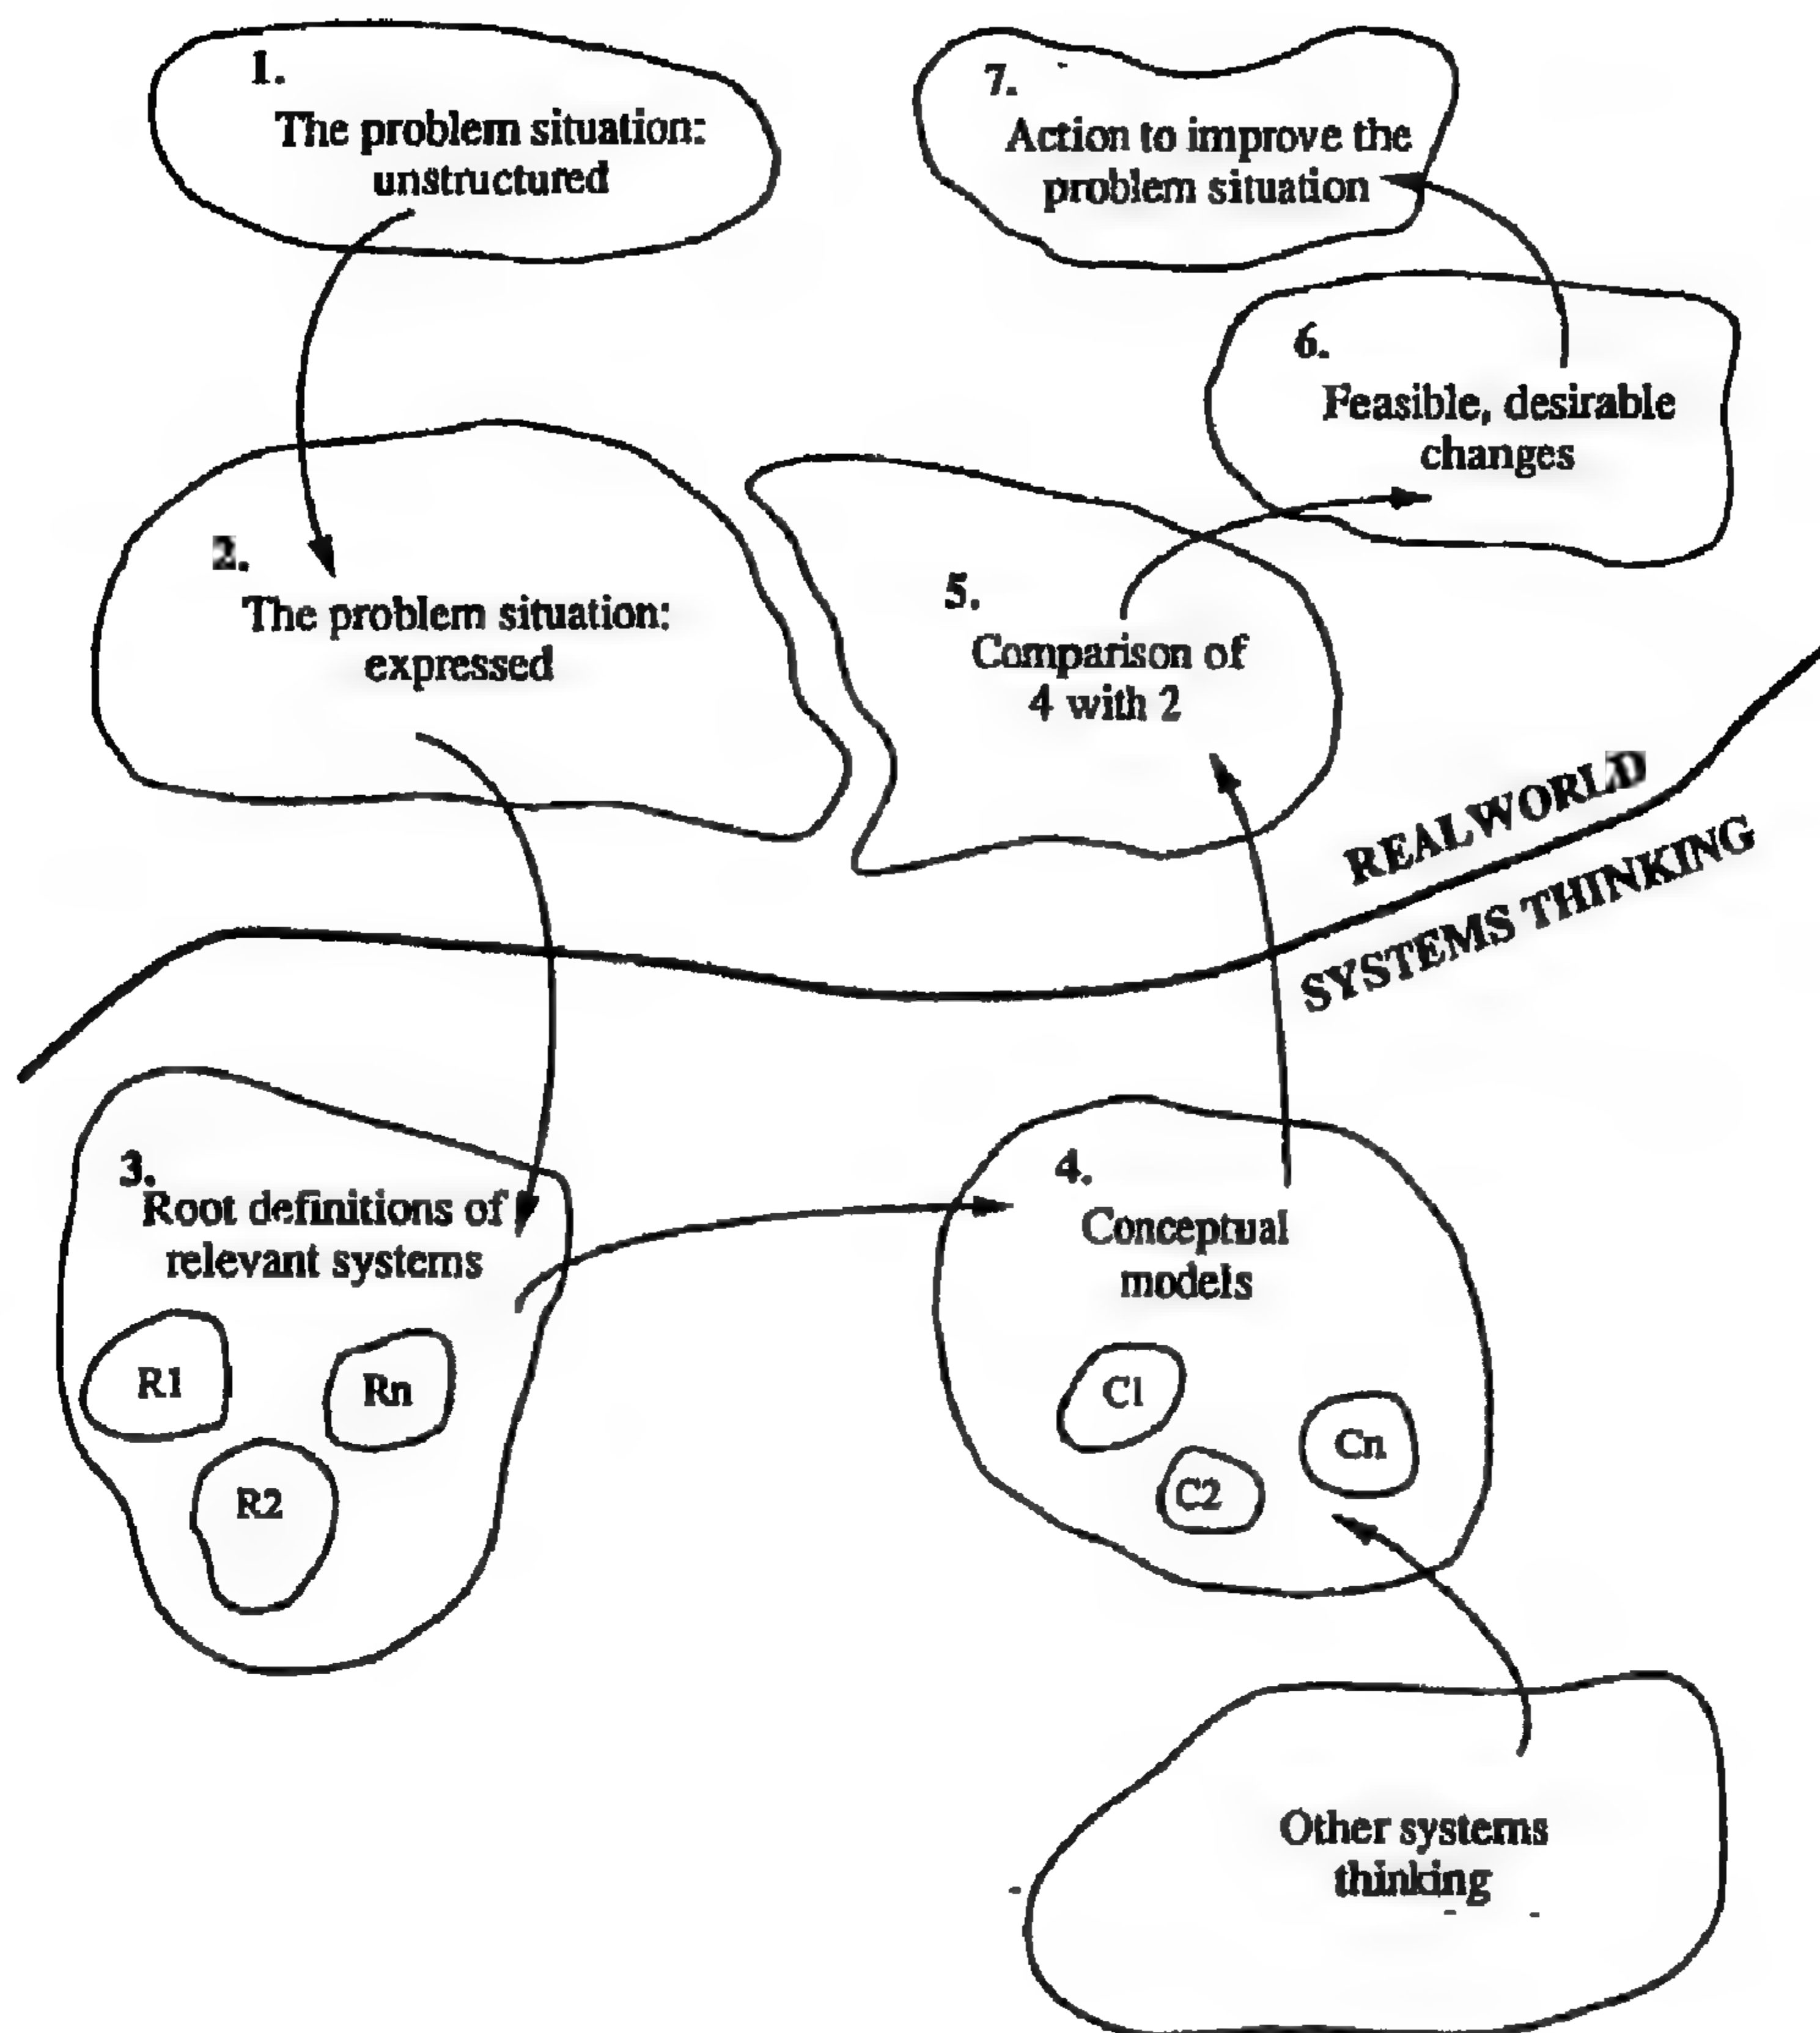 1.
The problem situation:
unstructured
7.
Action to improve the
problem situation
6.
Feasible, desirable
changes
2.
The problem situation:
expressed
5.
Comparison of
4 with 2
REAL WORLD
SYSTEMS THINKING
3.
Root definitions of
relevant systems
R1
Rn
R2
4.
Conceptual
models
C1
Cn
C2
Other systems
thinking